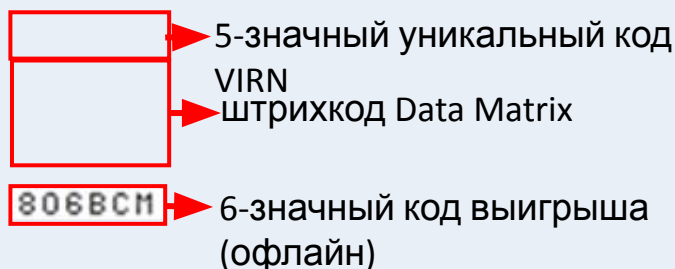 5-значный уникальный код
VIRN
штрихкод Data Matrix
806BCM
6-значный код выигрыша
(офлайн)